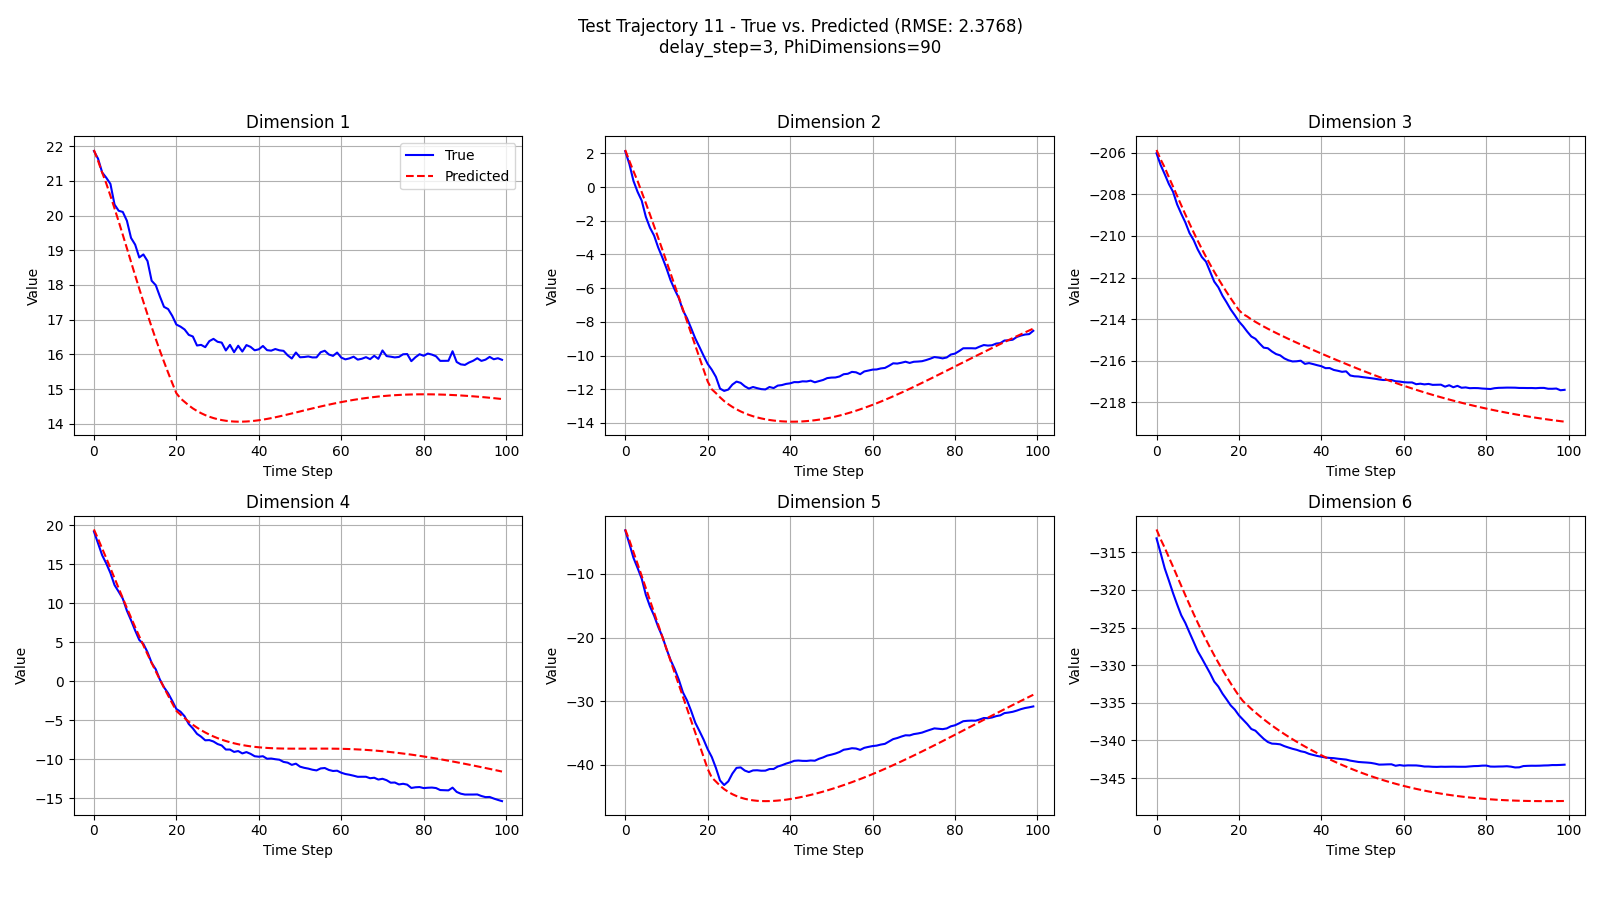 Test Trajectory 11 - True vs. Predicted (RMSE: 2.3768)
delay_step=3, PhiDimensions=90
Dimension 1
22
21
20
19
18
17
16
15
14
Value
0 20 40 60 80 100
Time Step
True
Predicted
Dimension 2
2
0
−2
−4
−6
−8
−10
−12
−14
Value
0 20 40 60 80 100
Time Step
Dimension 3
−206
−208
−210
−212
−214
−216
−218
Value
0 20 40 60 80 100
Time Step
Dimension 4
20
15
10
5
0
−5
−10
−15
Value
0 20 40 60 80 100
Time Step
Dimension 5
−10
−20
−30
−40
Value
0 20 40 60 80 100
Time Step
Dimension 6
−315
−320
−325
−330
−335
−340
−345
Value
0 20 40 60 80 100
Time Step